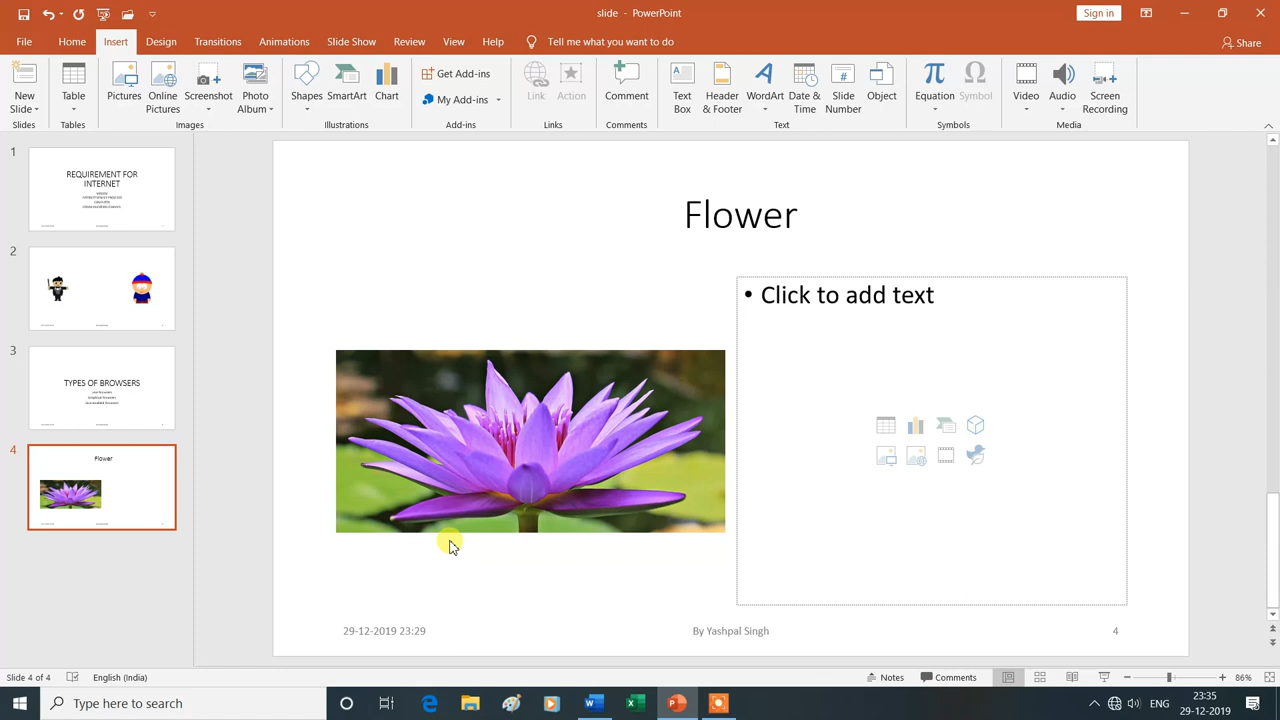 slide - PowerPoint
Sign in
File Home Insert Design Transitions Animations Slide Show Review View Help Tell me what you want to do
Share
New Slide
Table
Pictures
Online Pictures
Screenshot
Photo Album
Shapes
SmartArt
Chart
Get Add-ins
My Add-ins
Link
Action
Comment
Text Box
Header & Footer
WordArt
Date & Time
Slide Number
Object
Equation
Symbol
Video
Audio
Screen Recording
Slides Tables Images Illustrations Add-ins Links Comments Text Symbols Media
1
REQUIREMENT FOR
INTERNET
2
3
TYPES OF BROWSERS
4
Flower
Flower
• Click to add text
29-12-2019 23:29
By Yashpal Singh
4
Slide 4 of 4
English (India)
Notes
Comments
86%
Type here to search
ENG
23:35
29-12-2019